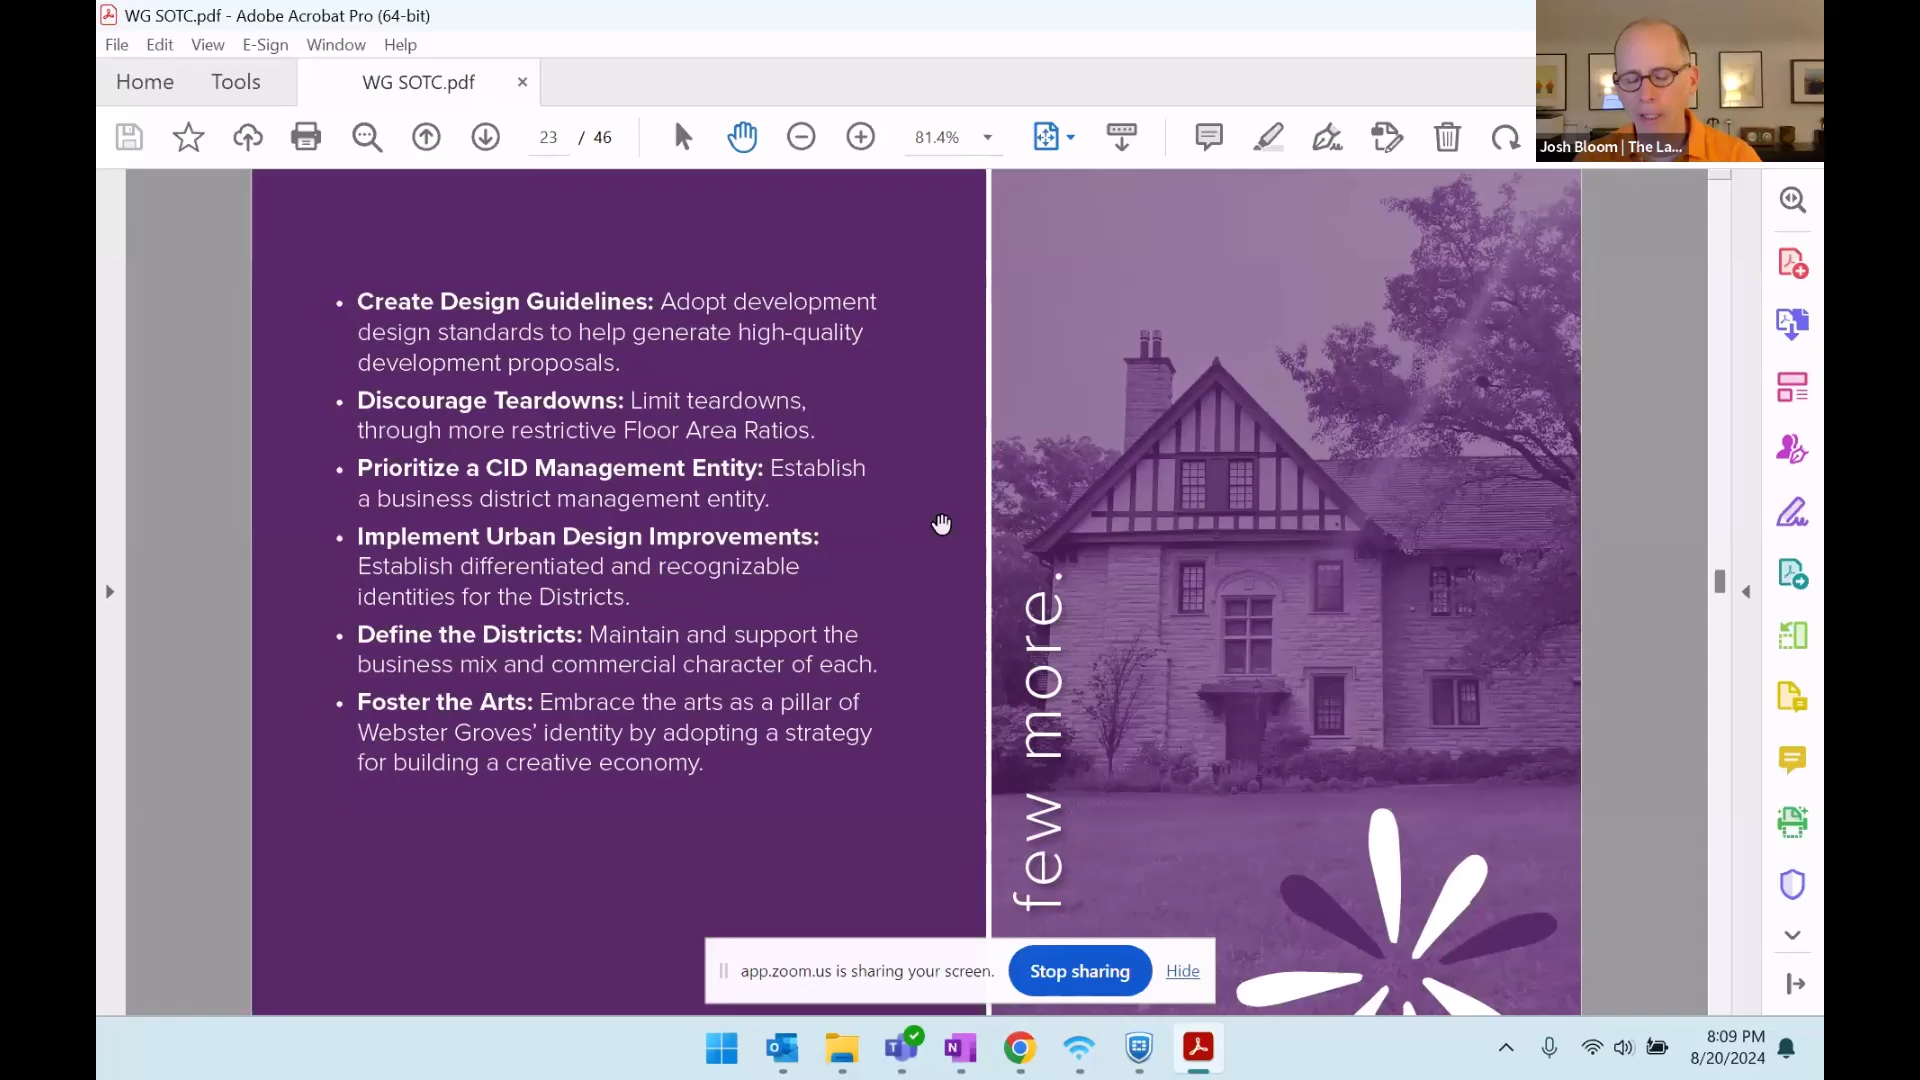 WG SOTC.pdf - Adobe Acrobat Pro (64-bit)
File Edit View E-Sign Window Help
Home Tools WG SOTC.pdf ×
23 / 46 81.4%
Josh Bloom | The La...
• Create Design Guidelines: Adopt development
design standards to help generate high-quality
development proposals.
• Discourage Teardowns: Limit teardowns,
through more restrictive Floor Area Ratios.
• Prioritize a CID Management Entity: Establish
a business district management entity.
• Implement Urban Design Improvements:
Establish differentiated and recognizable
identities for the Districts.
• Define the Districts: Maintain and support the
business mix and commercial character of each.
• Foster the Arts: Embrace the arts as a pillar of
Webster Groves’ identity by adopting a strategy
for building a creative economy.
few more.
app.zoom.us is sharing your screen. Stop sharing Hide
8:09 PM
8/20/2024